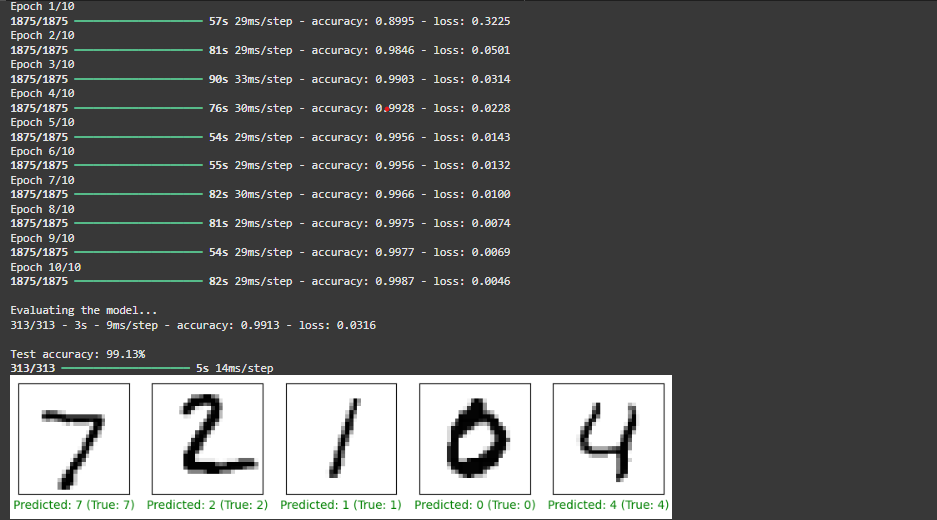 Epoch 1/10
1875/1875 ━━━━━━━━━━━━━━━━━━━━ 57s 29ms/step - accuracy: 0.8995 - loss: 0.3225
Epoch 2/10
1875/1875 ━━━━━━━━━━━━━━━━━━━━ 81s 29ms/step - accuracy: 0.9846 - loss: 0.0501
Epoch 3/10
1875/1875 ━━━━━━━━━━━━━━━━━━━━ 90s 33ms/step - accuracy: 0.9903 - loss: 0.0314
Epoch 4/10
1875/1875 ━━━━━━━━━━━━━━━━━━━━ 76s 30ms/step - accuracy: 0.9928 - loss: 0.0228
Epoch 5/10
1875/1875 ━━━━━━━━━━━━━━━━━━━━ 54s 29ms/step - accuracy: 0.9956 - loss: 0.0143
Epoch 6/10
1875/1875 ━━━━━━━━━━━━━━━━━━━━ 55s 29ms/step - accuracy: 0.9956 - loss: 0.0132
Epoch 7/10
1875/1875 ━━━━━━━━━━━━━━━━━━━━ 82s 30ms/step - accuracy: 0.9966 - loss: 0.0100
Epoch 8/10
1875/1875 ━━━━━━━━━━━━━━━━━━━━ 81s 29ms/step - accuracy: 0.9975 - loss: 0.0074
Epoch 9/10
1875/1875 ━━━━━━━━━━━━━━━━━━━━ 54s 29ms/step - accuracy: 0.9977 - loss: 0.0069
Epoch 10/10
1875/1875 ━━━━━━━━━━━━━━━━━━━━ 82s 29ms/step - accuracy: 0.9987 - loss: 0.0046
Evaluating the model...
313/313 - 3s - 9ms/step - accuracy: 0.9913 - loss: 0.0316
Test accuracy: 99.13%
313/313 ━━━━━━━━━━━━━━━━━━━━ 5s 14ms/step
7 2 1 0 4
Predicted: 7 (True: 7) Predicted: 2 (True: 2) Predicted: 1 (True: 1) Predicted: 0 (True: 0) Predicted: 4 (True: 4)